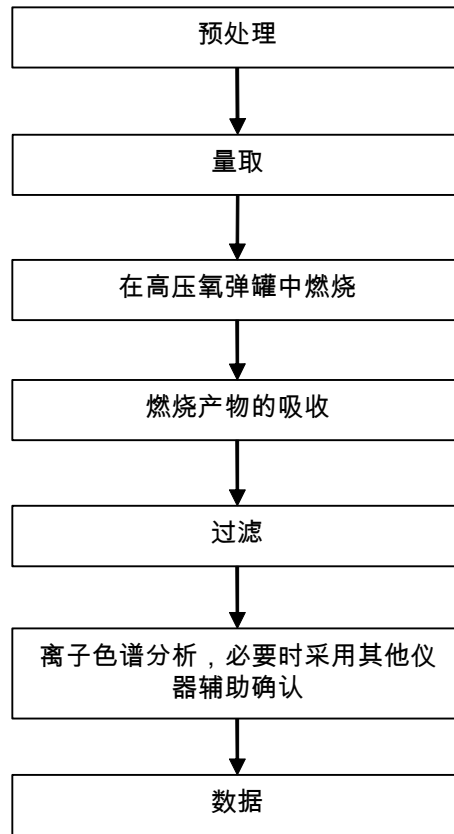 预处理
量取
在高压氧弹罐中燃烧
燃烧产物的吸收
过滤
离子色谱分析，必要时采用其他仪
器辅助确认
数据